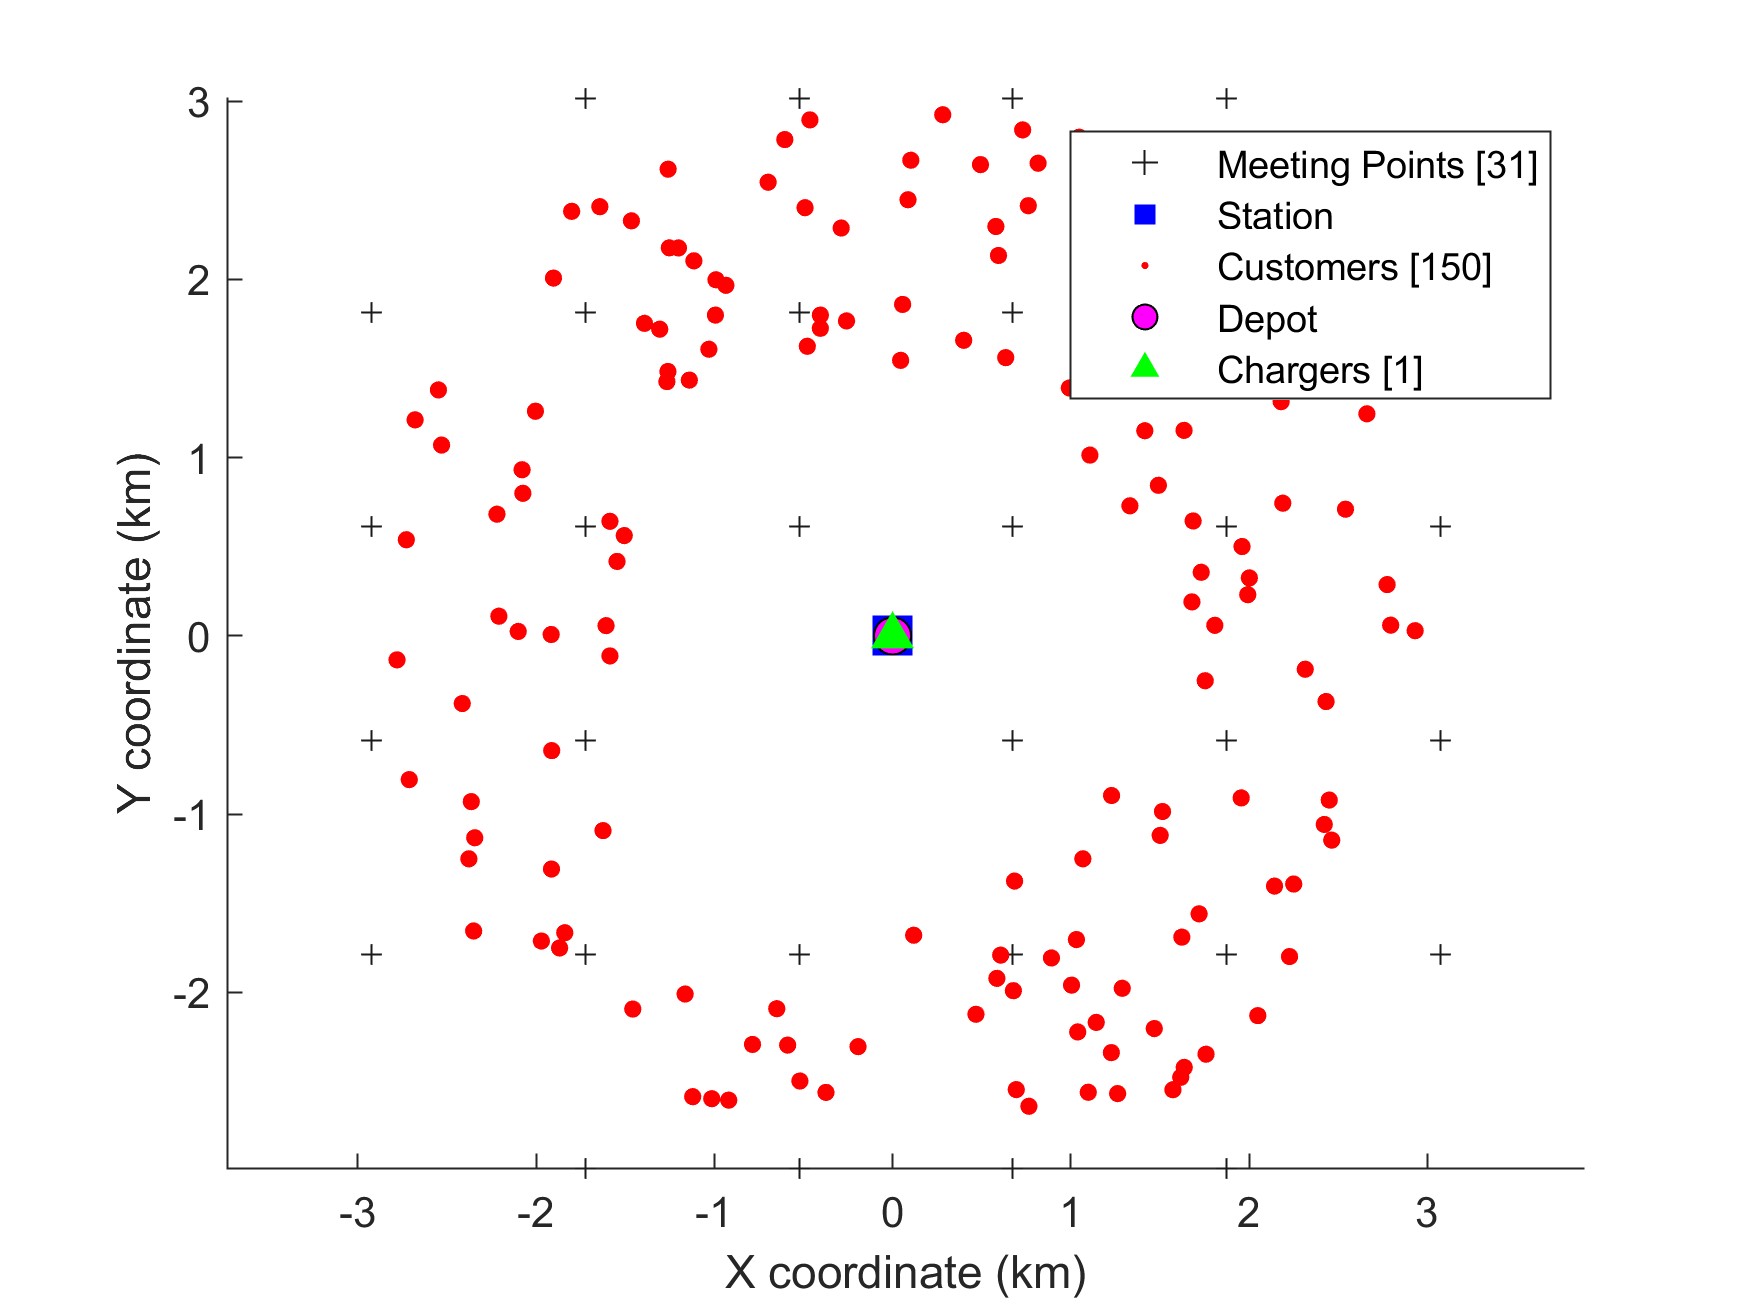 3
2
1
0
-1
-2
Y coordinate (km)
-3
-2
-1
0
1
2
3
X coordinate (km)
Meeting Points [31]
Station
Customers [150]
Depot
Chargers [1]